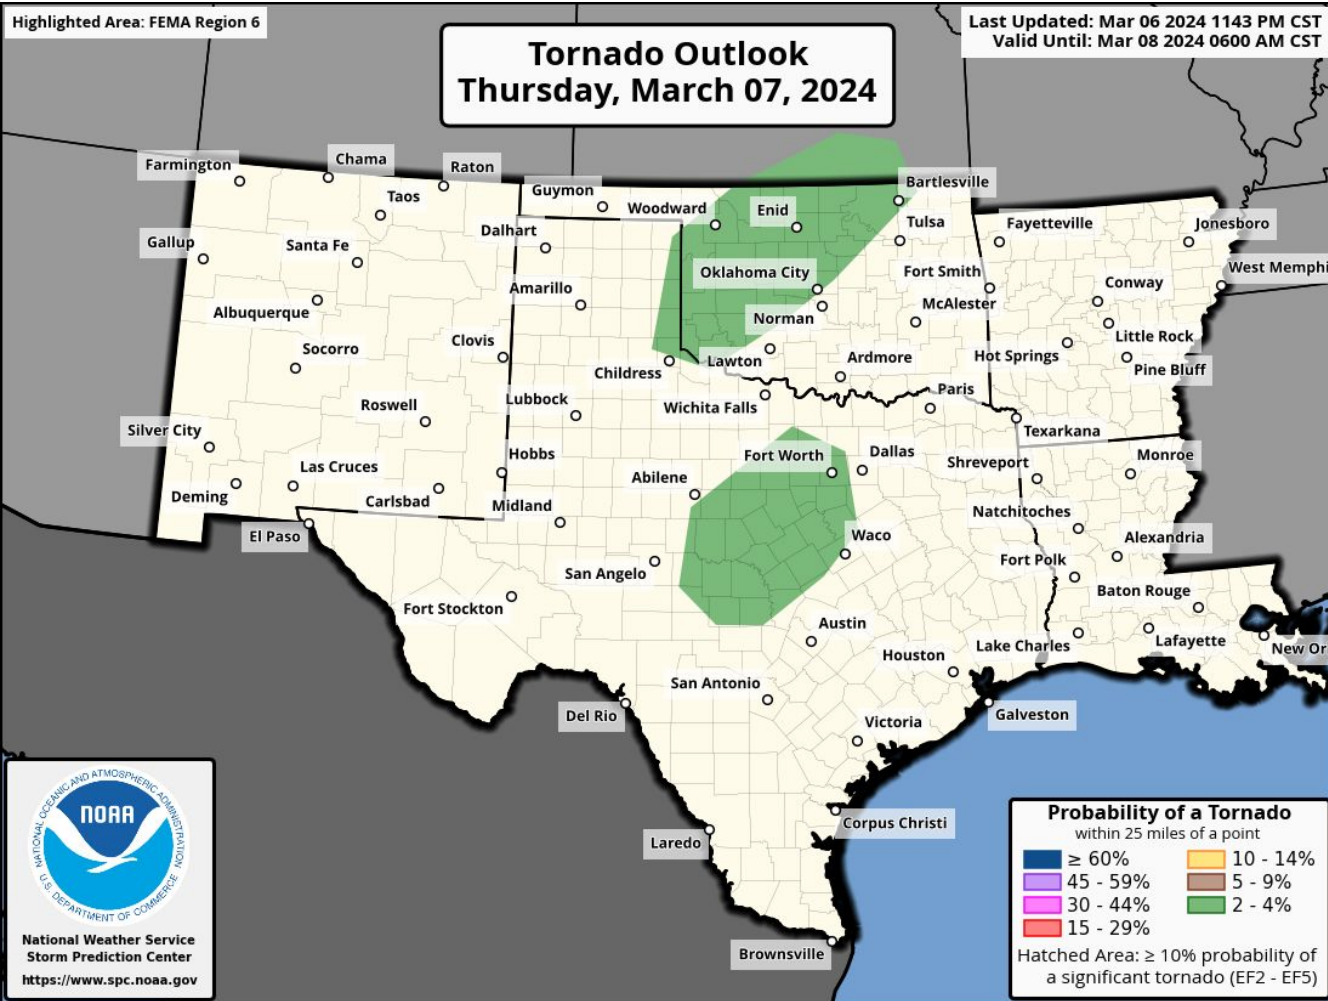 Highlighted Area: FEMA Region 6
Last Updated: Mar 06 2024 1143 PM CST
Valid Until: Mar 08 2024 0600 AM CST
Tornado Outlook
Thursday, March 07, 2024
Farmington
Chama
Raton
Taos
Guymon
Woodward
Enid
Bartlesville
Tulsa
Fayetteville
Jonesboro
Gallup
Santa Fe
Dalhart
Oklahoma City
Fort Smith
West Memphi
Albuquerque
Amarillo
Norman
McAlester
Conway
Socorro
Clovis
Childress
Lawton
Ardmore
Hot Springs
Little Rock
Pine Bluff
Roswell
Lubbock
Wichita Falls
Paris
Texarkana
Silver City
Las Cruces
Hobbs
Abilene
Fort Worth
Dallas
Shreveport
Monroe
Deming
Carlsbad
Midland
Natchitoches
El Paso
San Angelo
Waco
Fort Polk
Alexandria
Fort Stockton
Austin
Baton Rouge
Houston
Lake Charles
Lafayette
New Or
San Antonio
Del Rio
Victoria
Galveston
Corpus Christi
Laredo
Brownsville
NATIONAL OCEANIC AND ATMOSPHERIC ADMINISTRATION
NOAA
U.S. DEPARTMENT OF COMMERCE
National Weather Service
Storm Prediction Center
https://www.spc.noaa.gov
Probability of a Tornado
within 25 miles of a point
≥ 60%
45 - 59%
30 - 44%
15 - 29%
10 - 14%
5 - 9%
2 - 4%
Hatched Area: ≥ 10% probability of
a significant tornado (EF2 - EF5)